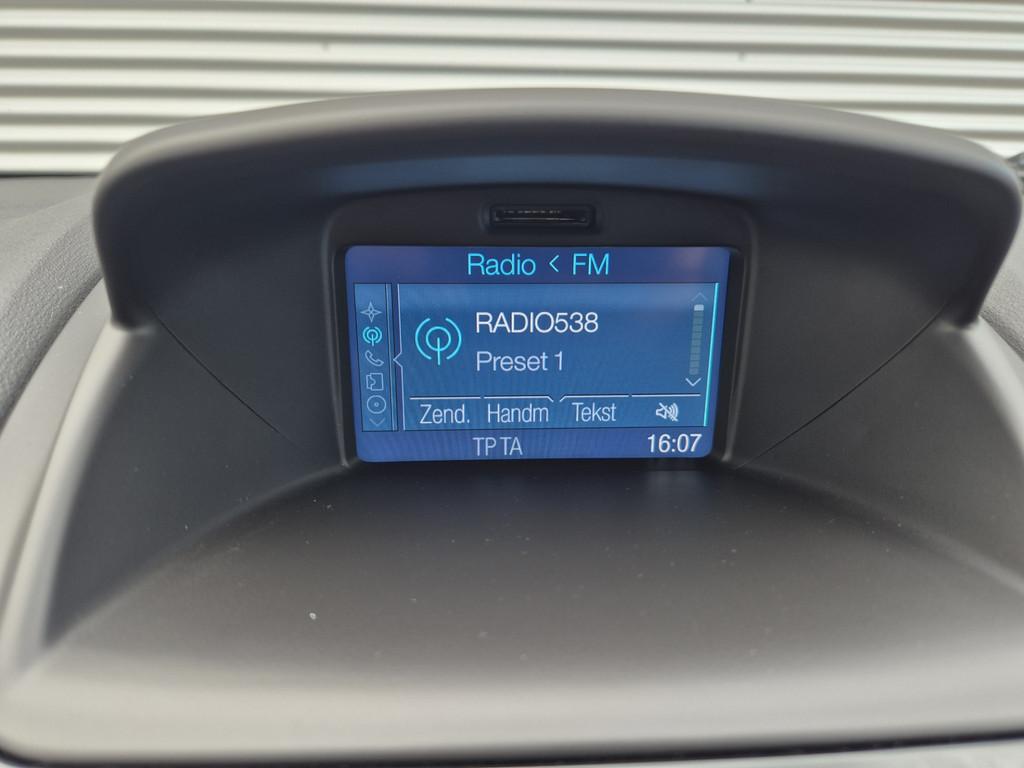 Radio < FM
RADIO538
Preset 1
Zend. Handm Tekst
TP TA 16:07